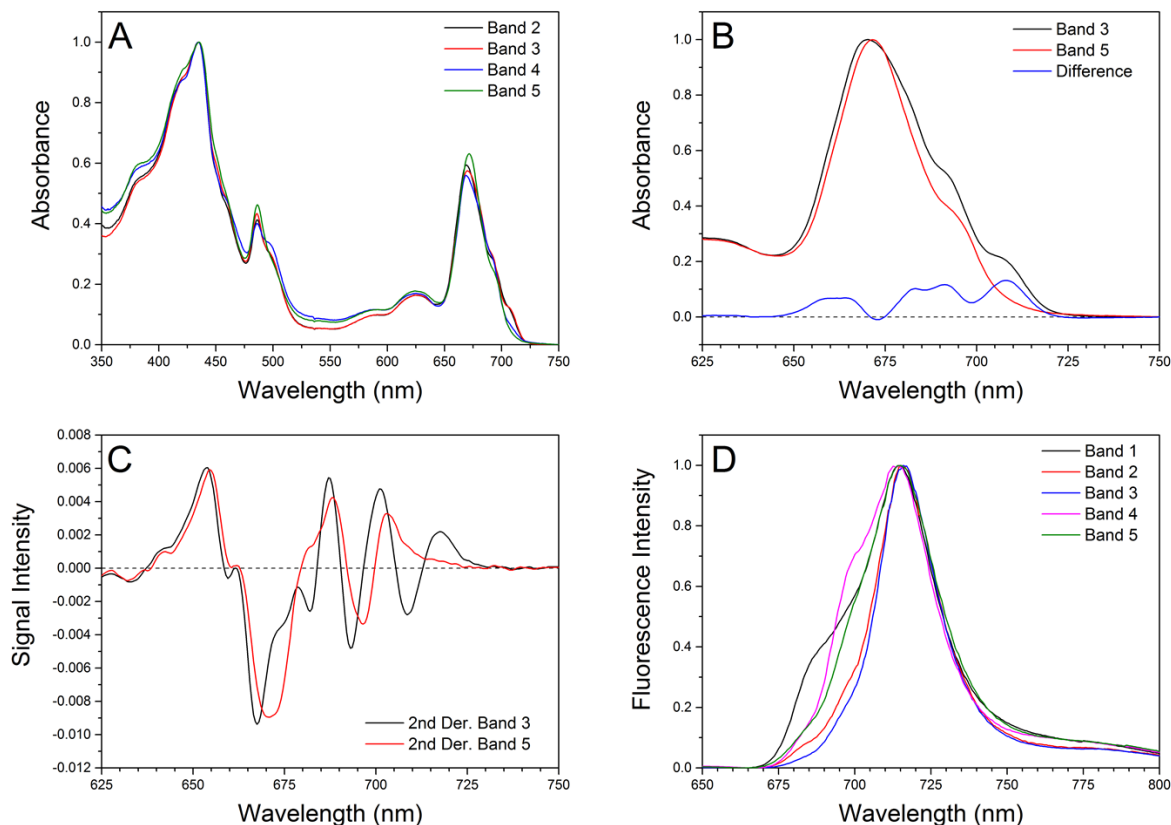 A
Band 2
Band 3
Band 4
Band 5
Absorbance
1.0
0.8
0.6
0.4
0.2
0.0
350 400 450 500 550 600 650 700 750
Wavelength (nm)
B
Band 3
Band 5
Difference
Absorbance
1.0
0.8
0.6
0.4
0.2
0.0
625 650 675 700 725 750
Wavelength (nm)
C
Signal Intensity
0.008
0.006
0.004
0.002
0.000
-0.002
-0.004
-0.006
-0.008
-0.010
-0.012
2nd Der. Band 3
2nd Der. Band 5
625 650 675 700 725 750
Wavelength (nm)
D
Band 1
Band 2
Band 3
Band 4
Band 5
Fluorescence Intensity
1.0
0.8
0.6
0.4
0.2
0.0
650 675 700 725 750 775 800
Wavelength (nm)